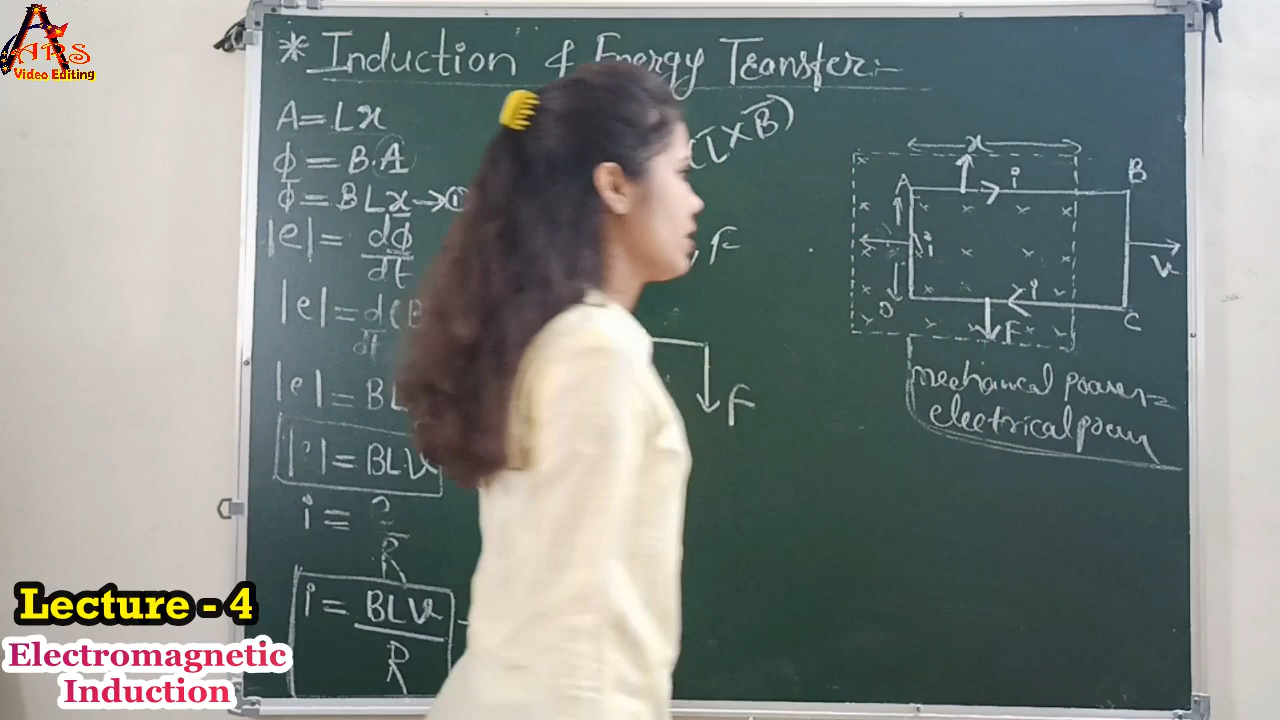 ARS
Video Editing
* Induction & Energy Transfer:-
A = Lx
ϕ = B·A
ϕ = BLx → ①
|e| = dϕ/dt
|e| = d(B
|e| = BL
|e| = BLv
i = e/R
i = BLv/R
(L × B)
, F
F
x
A
i
B
i
v
D
i
C
F
mechanical power =
electrical power
Lecture - 4
Electromagnetic
Induction